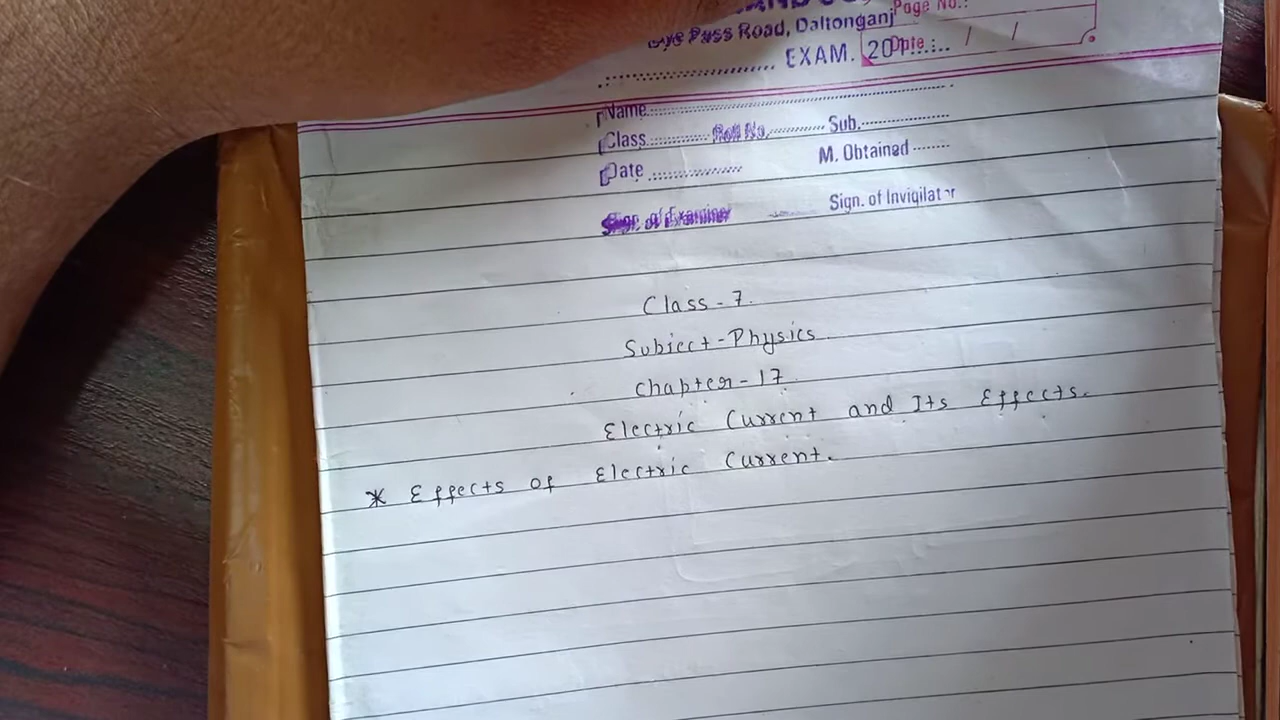 Bye Pass Road, Daltonganj
Page No.:
EXAM. 20
Date : / /
Name
Class Roll No. Sub.
Date M. Obtained
Sign. of Examiner Sign. of Inviqilator
Class - 7.
Subject - Physics
Chapter - 17
Electric Current and Its Effects.
* Effects of Electric Current.